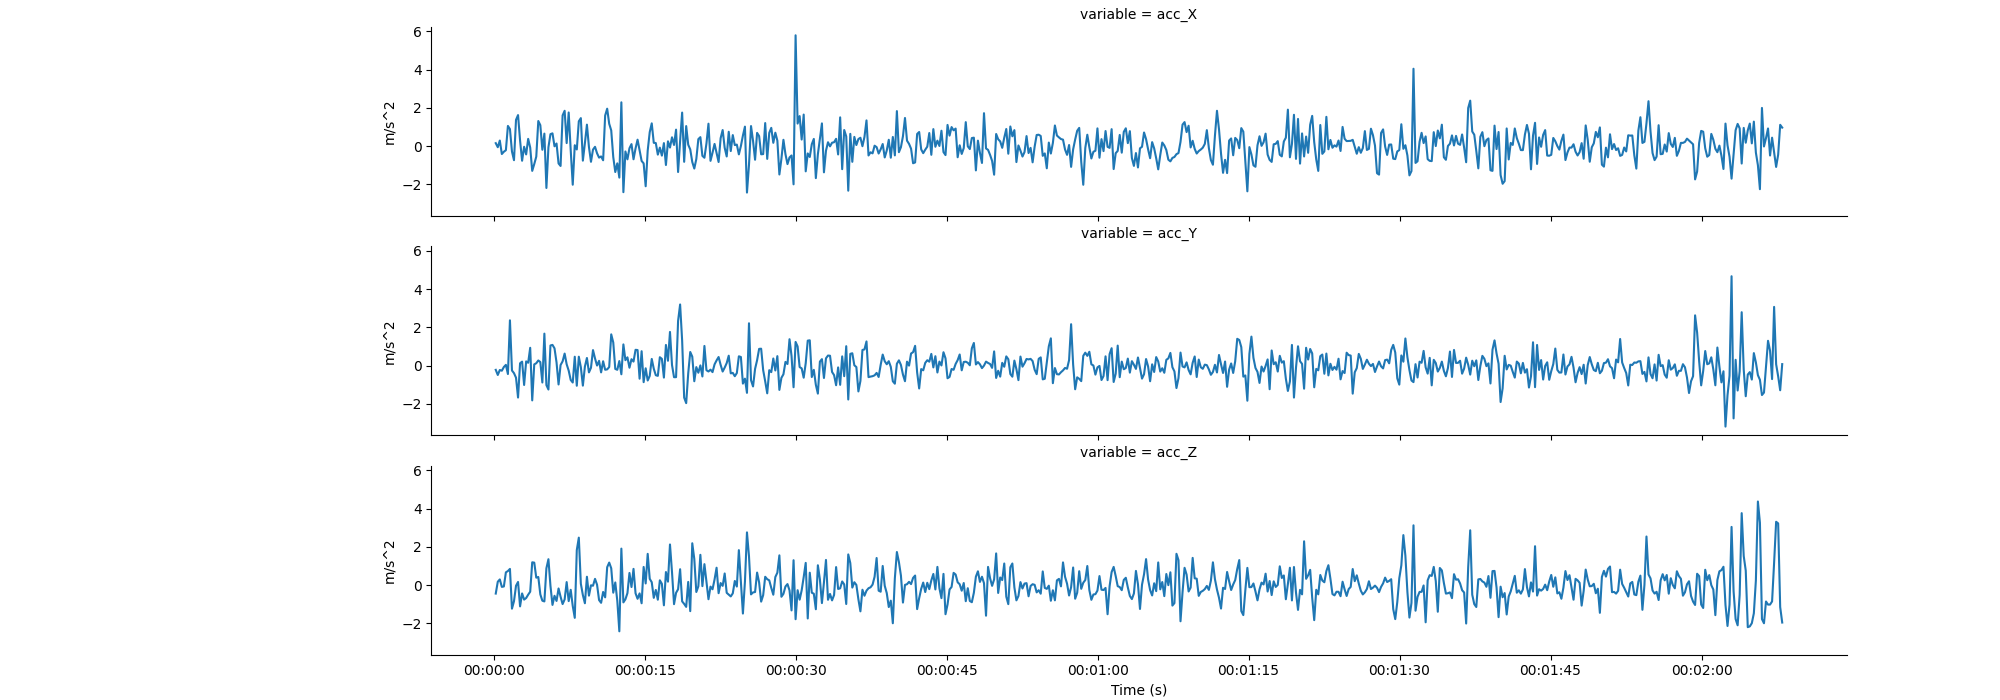 variable = acc_X
6
4
2
0
−2
m/s^2
variable = acc_Y
6
4
2
0
−2
m/s^2
variable = acc_Z
6
4
2
0
−2
m/s^2
00:00:00 00:00:15 00:00:30 00:00:45 00:01:00 00:01:15 00:01:30 00:01:45 00:02:00
Time (s)